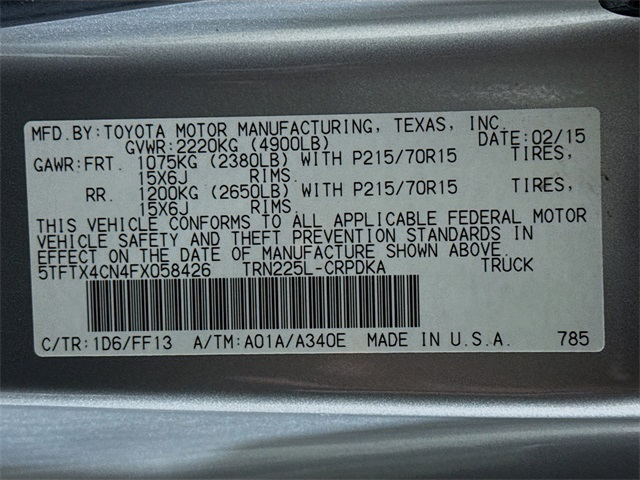 MFD.BY:TOYOTA MOTOR MANUFACTURING, TEXAS, INC.
GVWR:2220KG (4900LB) DATE:02/15
GAWR:FRT. 1075KG (2380LB) WITH P215/70R15 TIRES,
15X6J RIMS.
RR. 1200KG (2650LB) WITH P215/70R15 TIRES,
15X6J RIMS.
THIS VEHICLE CONFORMS TO ALL APPLICABLE FEDERAL MOTOR
VEHICLE SAFETY AND THEFT PREVENTION STANDARDS IN
EFFECT ON THE DATE OF MANUFACTURE SHOWN ABOVE.
5TFTX4CN4FX058426 TRN225L-CRPDKA TRUCK
C/TR:1D6/FF13 A/TM:A01A/A340E MADE IN U.S.A. 785